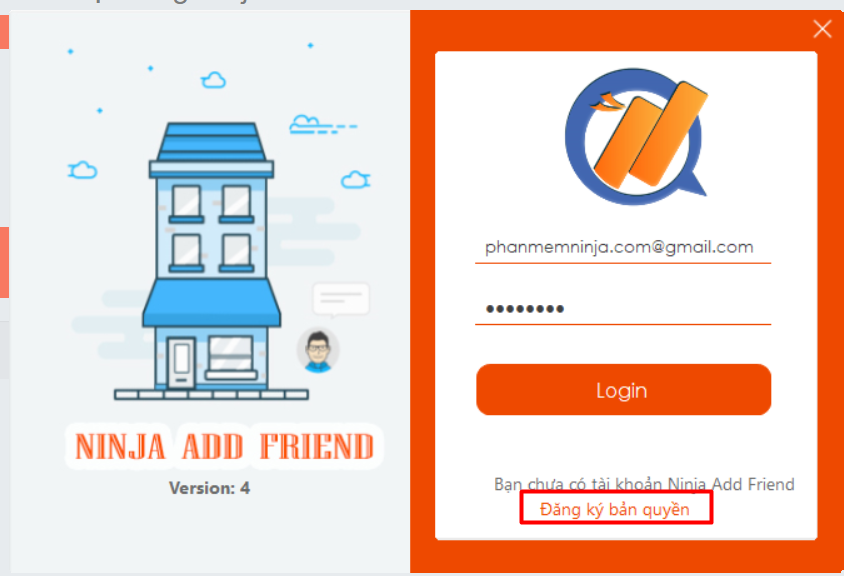 NINJA ADD FRIEND
Version: 4
phanmemninja.com@gmail.com
••••••••
Login
Bạn chưa có tài khoản Ninja Add Friend
Đăng ký bản quyền